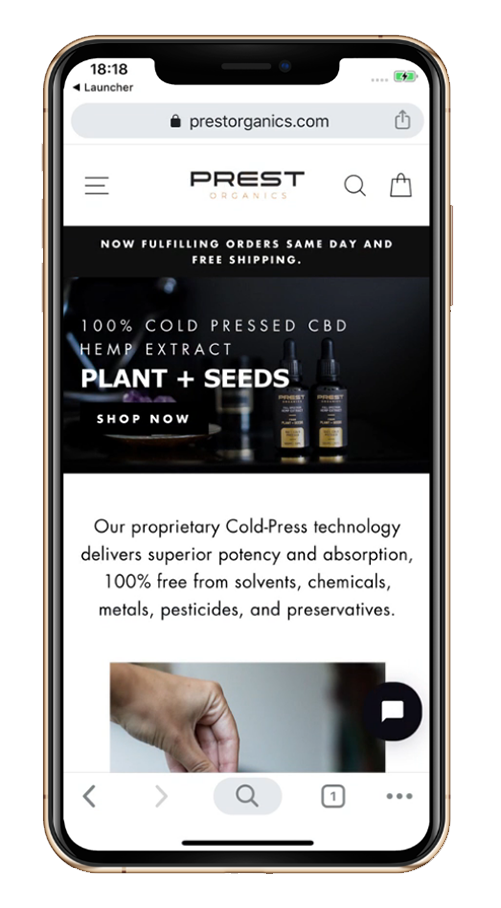 18:18
◀ Launcher
prestorganics.com
PREST
ORGANICS
NOW FULFILLING ORDERS SAME DAY AND
FREE SHIPPING.
100% COLD PRESSED CBD
HEMP EXTRACT
PLANT + SEEDS
SHOP NOW
PREST
PREST
Our proprietary Cold-Press technology
delivers superior potency and absorption,
100% free from solvents, chemicals,
metals, pesticides, and preservatives.
1